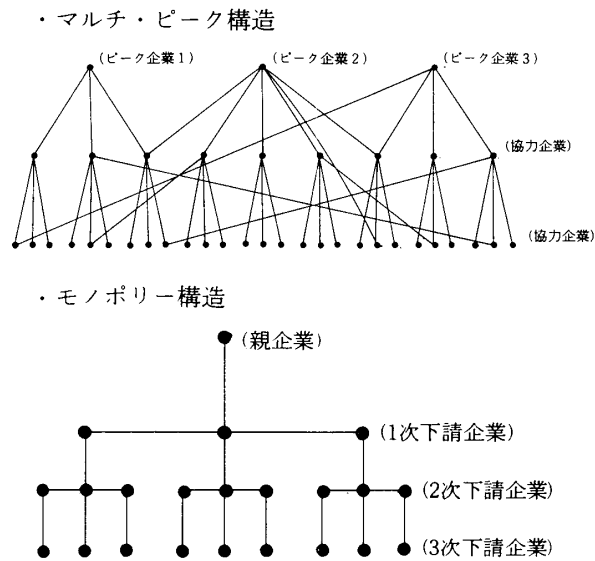 ・マルチ・ピーク構造
(ピーク企業1)
(ピーク企業2)
(ピーク企業3)
(協力企業)
(協力企業)
・モノポリー構造
(親企業)
(1次下請企業)
(2次下請企業)
(3次下請企業)